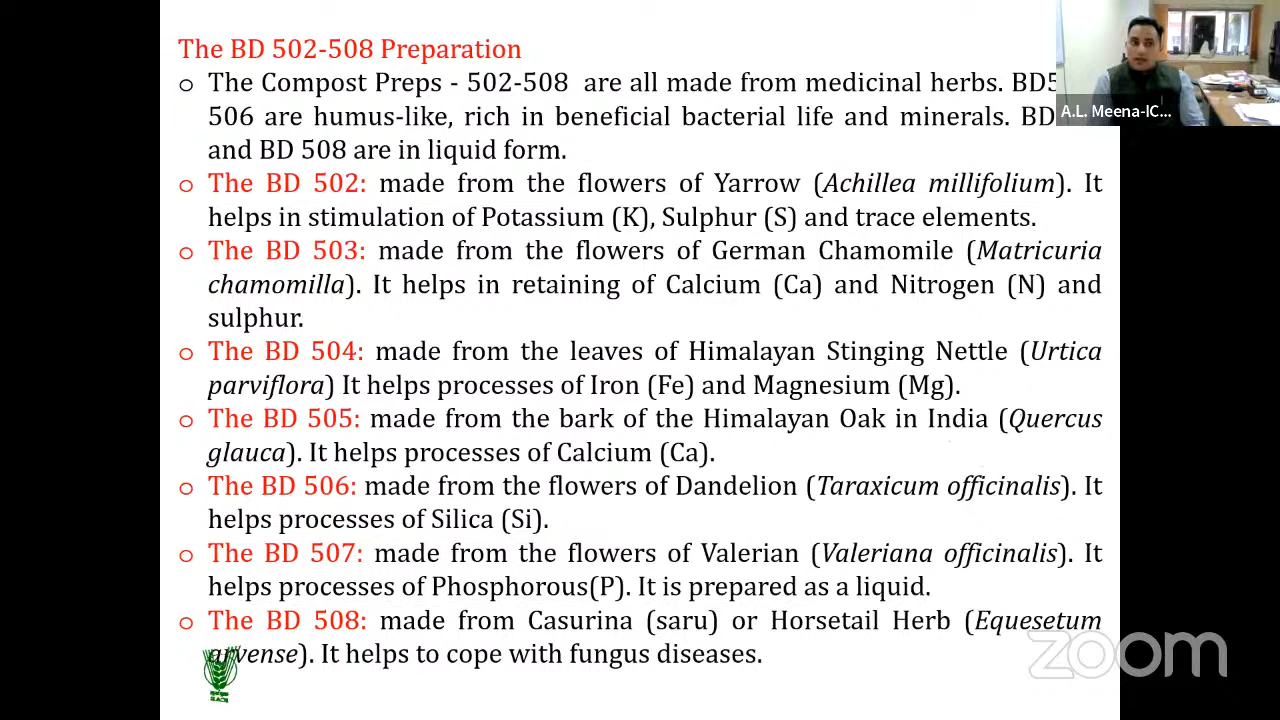 The BD 502-508 Preparation
o The Compost Preps - 502-508 are all made from medicinal herbs.
506 are humus-like, rich in beneficial bacterial life and minerals.
and BD 508 are in liquid form.
o The BD 502: made from the flowers of Yarrow (Achillea millifolium). It
helps in stimulation of Potassium (K), Sulphur (S) and trace elements.
o The BD 503: made from the flowers of German Chamomile (Matricuria
chamomilla). It helps in retaining of Calcium (Ca) and Nitrogen (N) and
sulphur.
o The BD 504: made from the leaves of Himalayan Stinging Nettle (Urtica
parviflora) It helps processes of Iron (Fe) and Magnesium (Mg).
o The BD 505: made from the bark of the Himalayan Oak in India (Quercus
glauca). It helps processes of Calcium (Ca).
o The BD 506: made from the flowers of Dandelion (Taraxicum officinalis). It
helps processes of Silica (Si).
o The BD 507: made from the flowers of Valerian (Valeriana officinalis). It
helps processes of Phosphorous(P). It is prepared as a liquid.
o The BD 508: made from Casurina (saru) or Horsetail Herb (Equesetum
arvense). It helps to cope with fungus diseases.
A.L. Meena-IC...
zoom